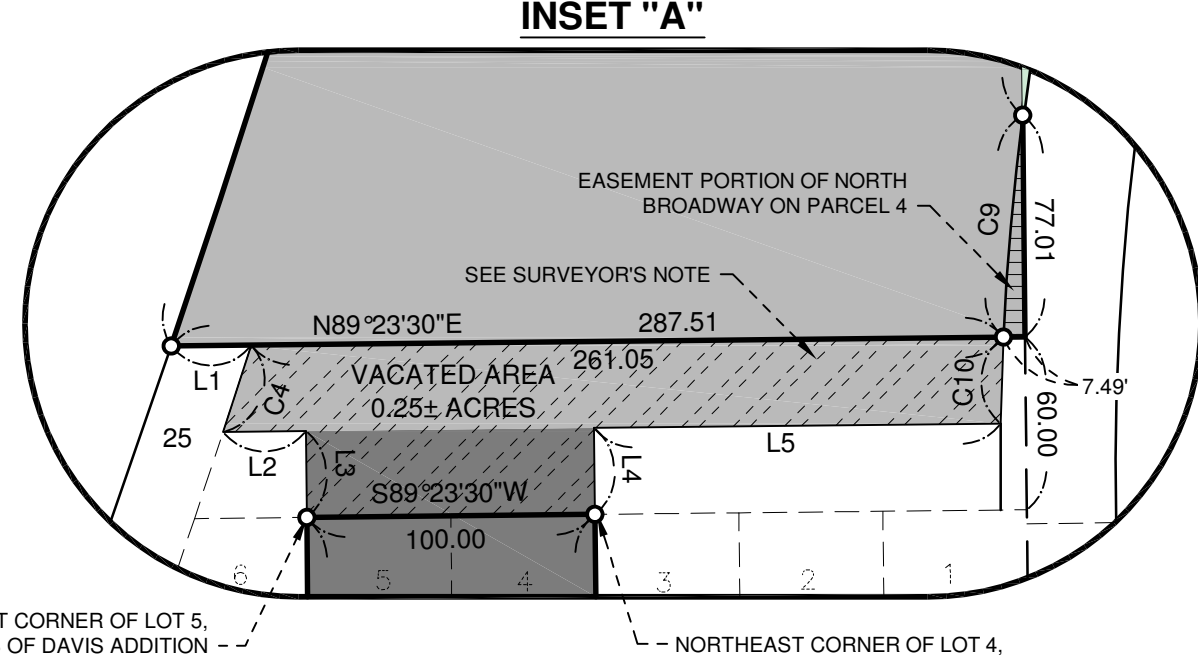 INSET "A"
EASEMENT PORTION OF NORTH
BROADWAY ON PARCEL 4
C9
77.01
SEE SURVEYOR'S NOTE
N89°23'30"E
287.51
261.05
L1
C4
VACATED AREA
0.25± ACRES
C10
7.49'
60.00
25
L2
L3
L4
L5
S89°23'30"W
100.00
6
5
4
3
2
1
CORNER OF LOT 5,
OF DAVIS ADDITION
NORTHEAST CORNER OF LOT 4,